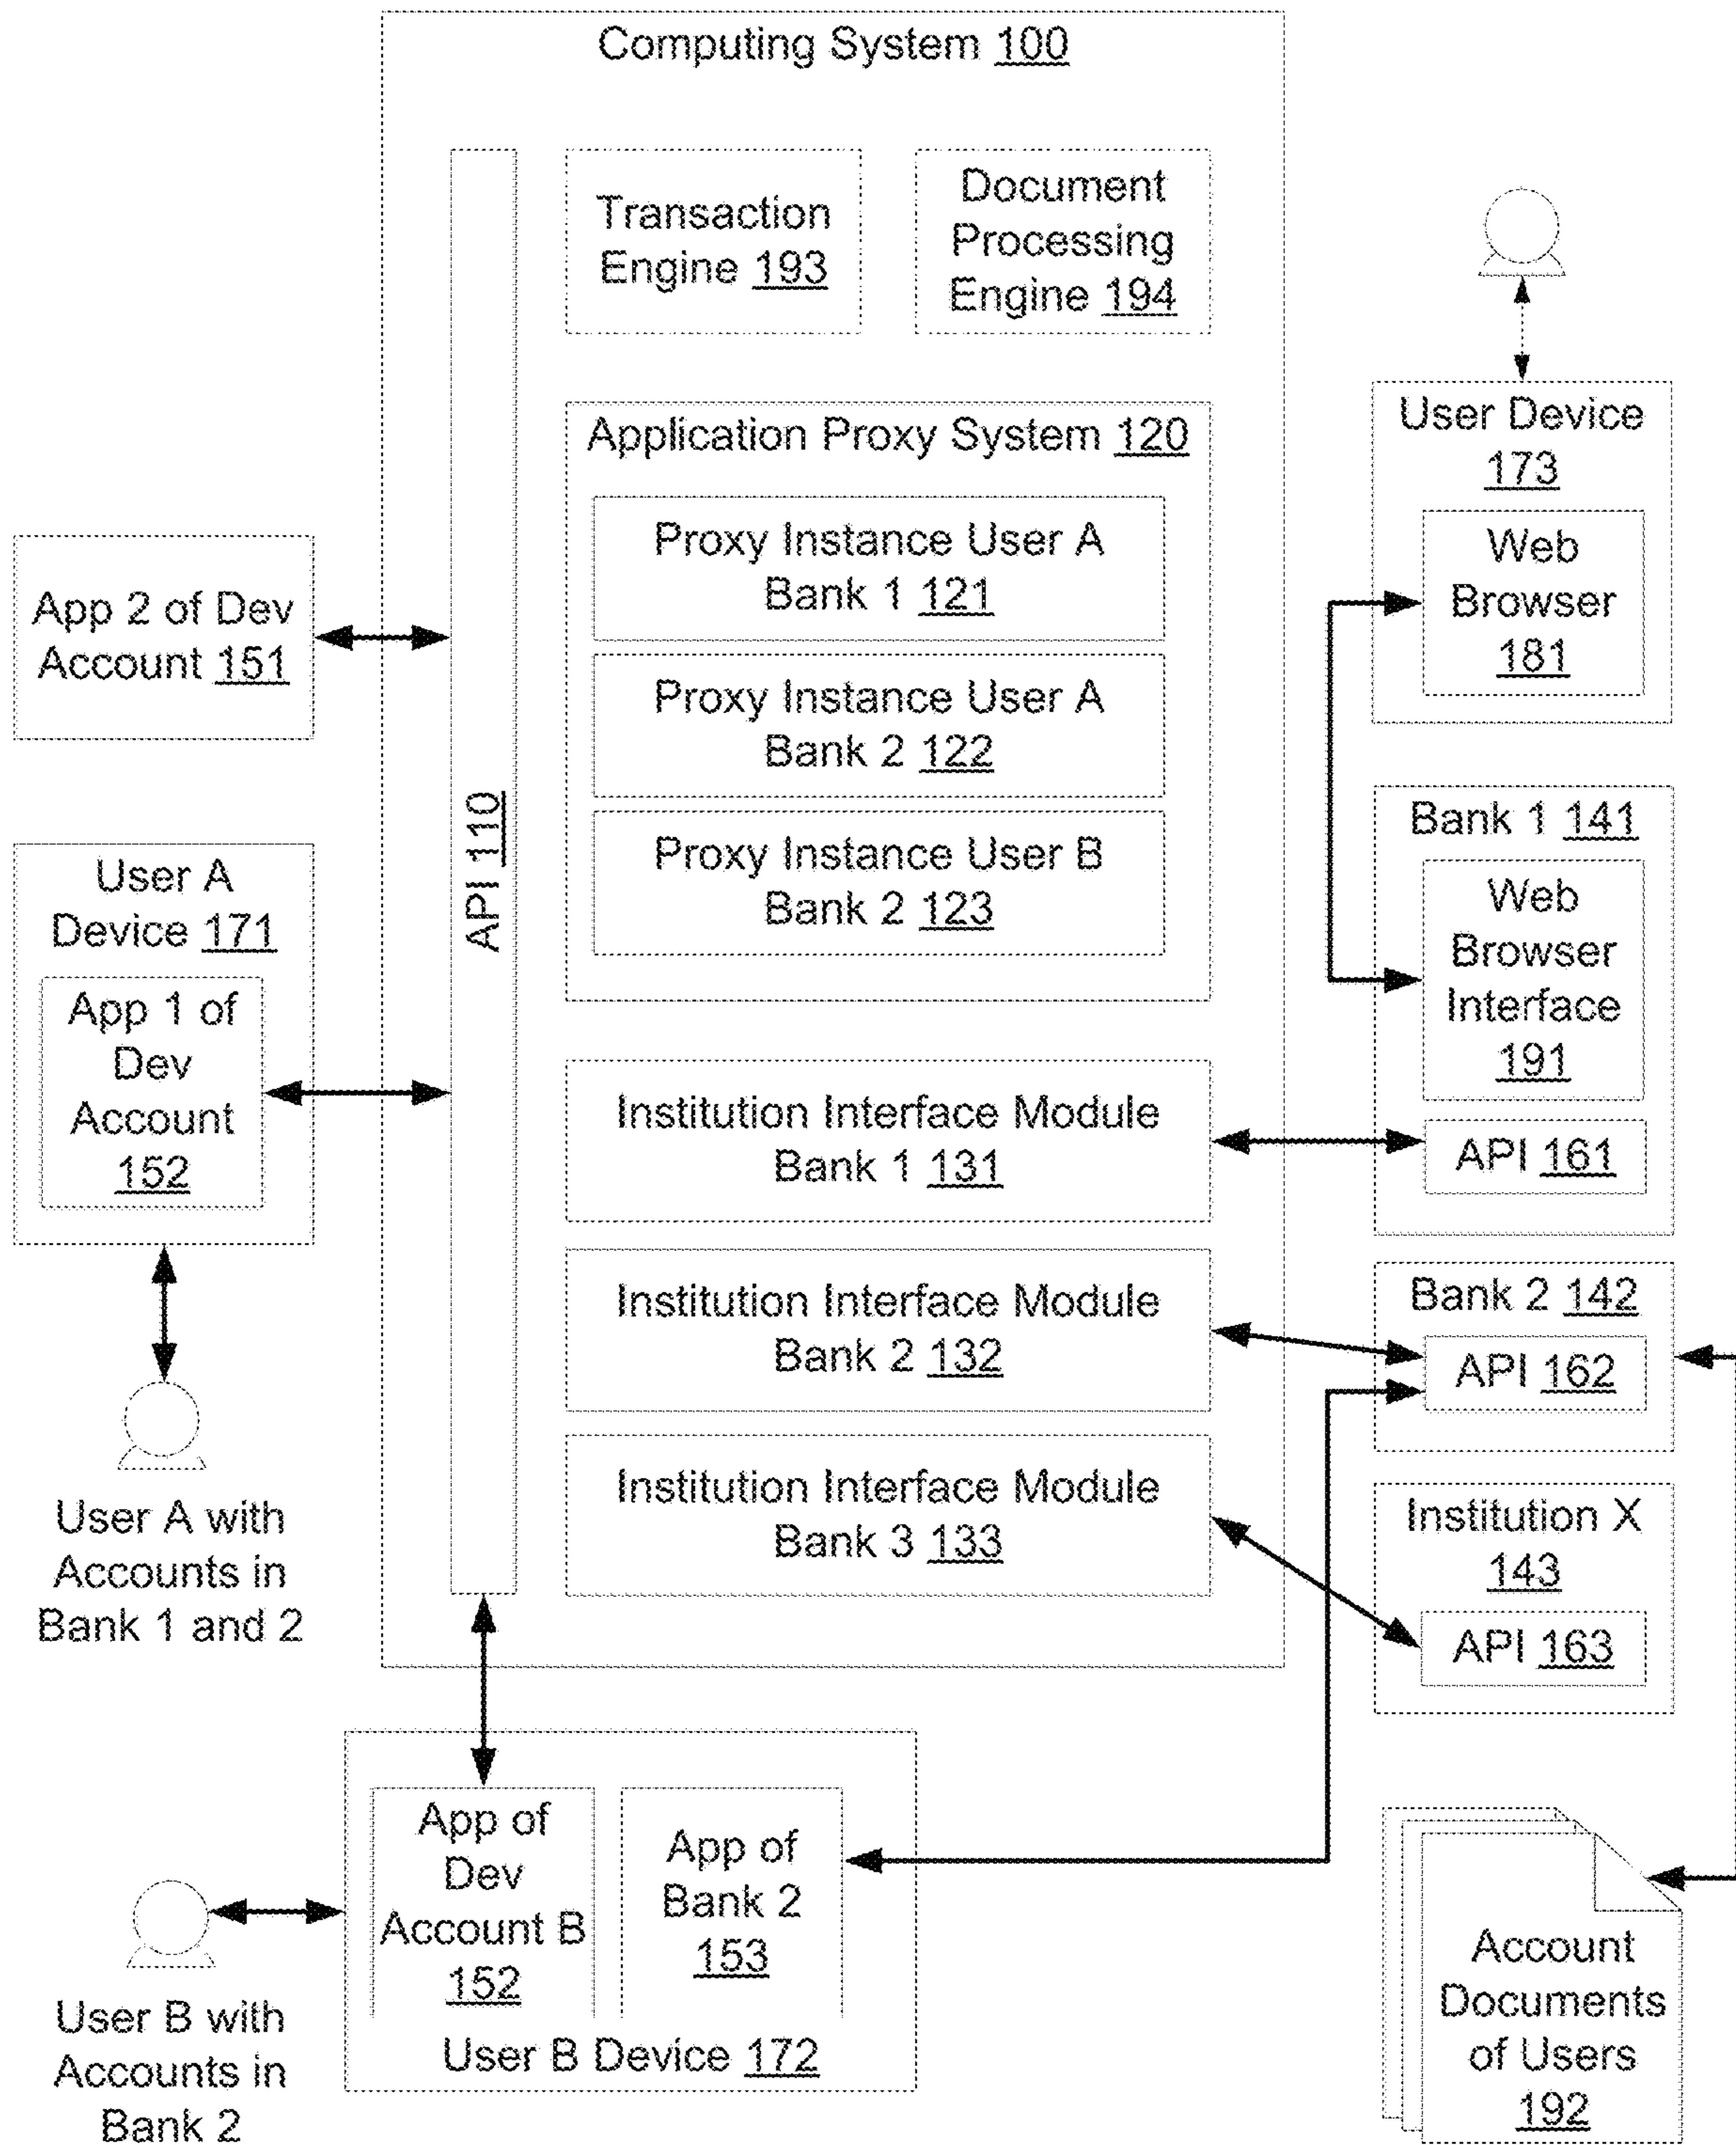 Computing System 100
Transaction
Engine 193
Document
Processing
Engine 194
Application Proxy System 120
Proxy Instance User A
Bank 1 121
Proxy Instance User A
Bank 2 122
Proxy Instance User B
Bank 2 123
API 110
App 2 of Dev
Account 151
User A
Device 171
App 1 of
Dev
Account
152
User A with
Accounts in
Bank 1 and 2
Institution Interface Module
Bank 1 131
Institution Interface Module
Bank 2 132
Institution Interface Module
Bank 3 133
User Device
173
Web
Browser
181
Bank 1 141
Web
Browser
Interface
191
API 161
Bank 2 142
API 162
Institution X
143
API 163
App of
Dev
Account B
152
App of
Bank 2
153
User B Device 172
User B with
Accounts in
Bank 2
Account
Documents
of Users
192